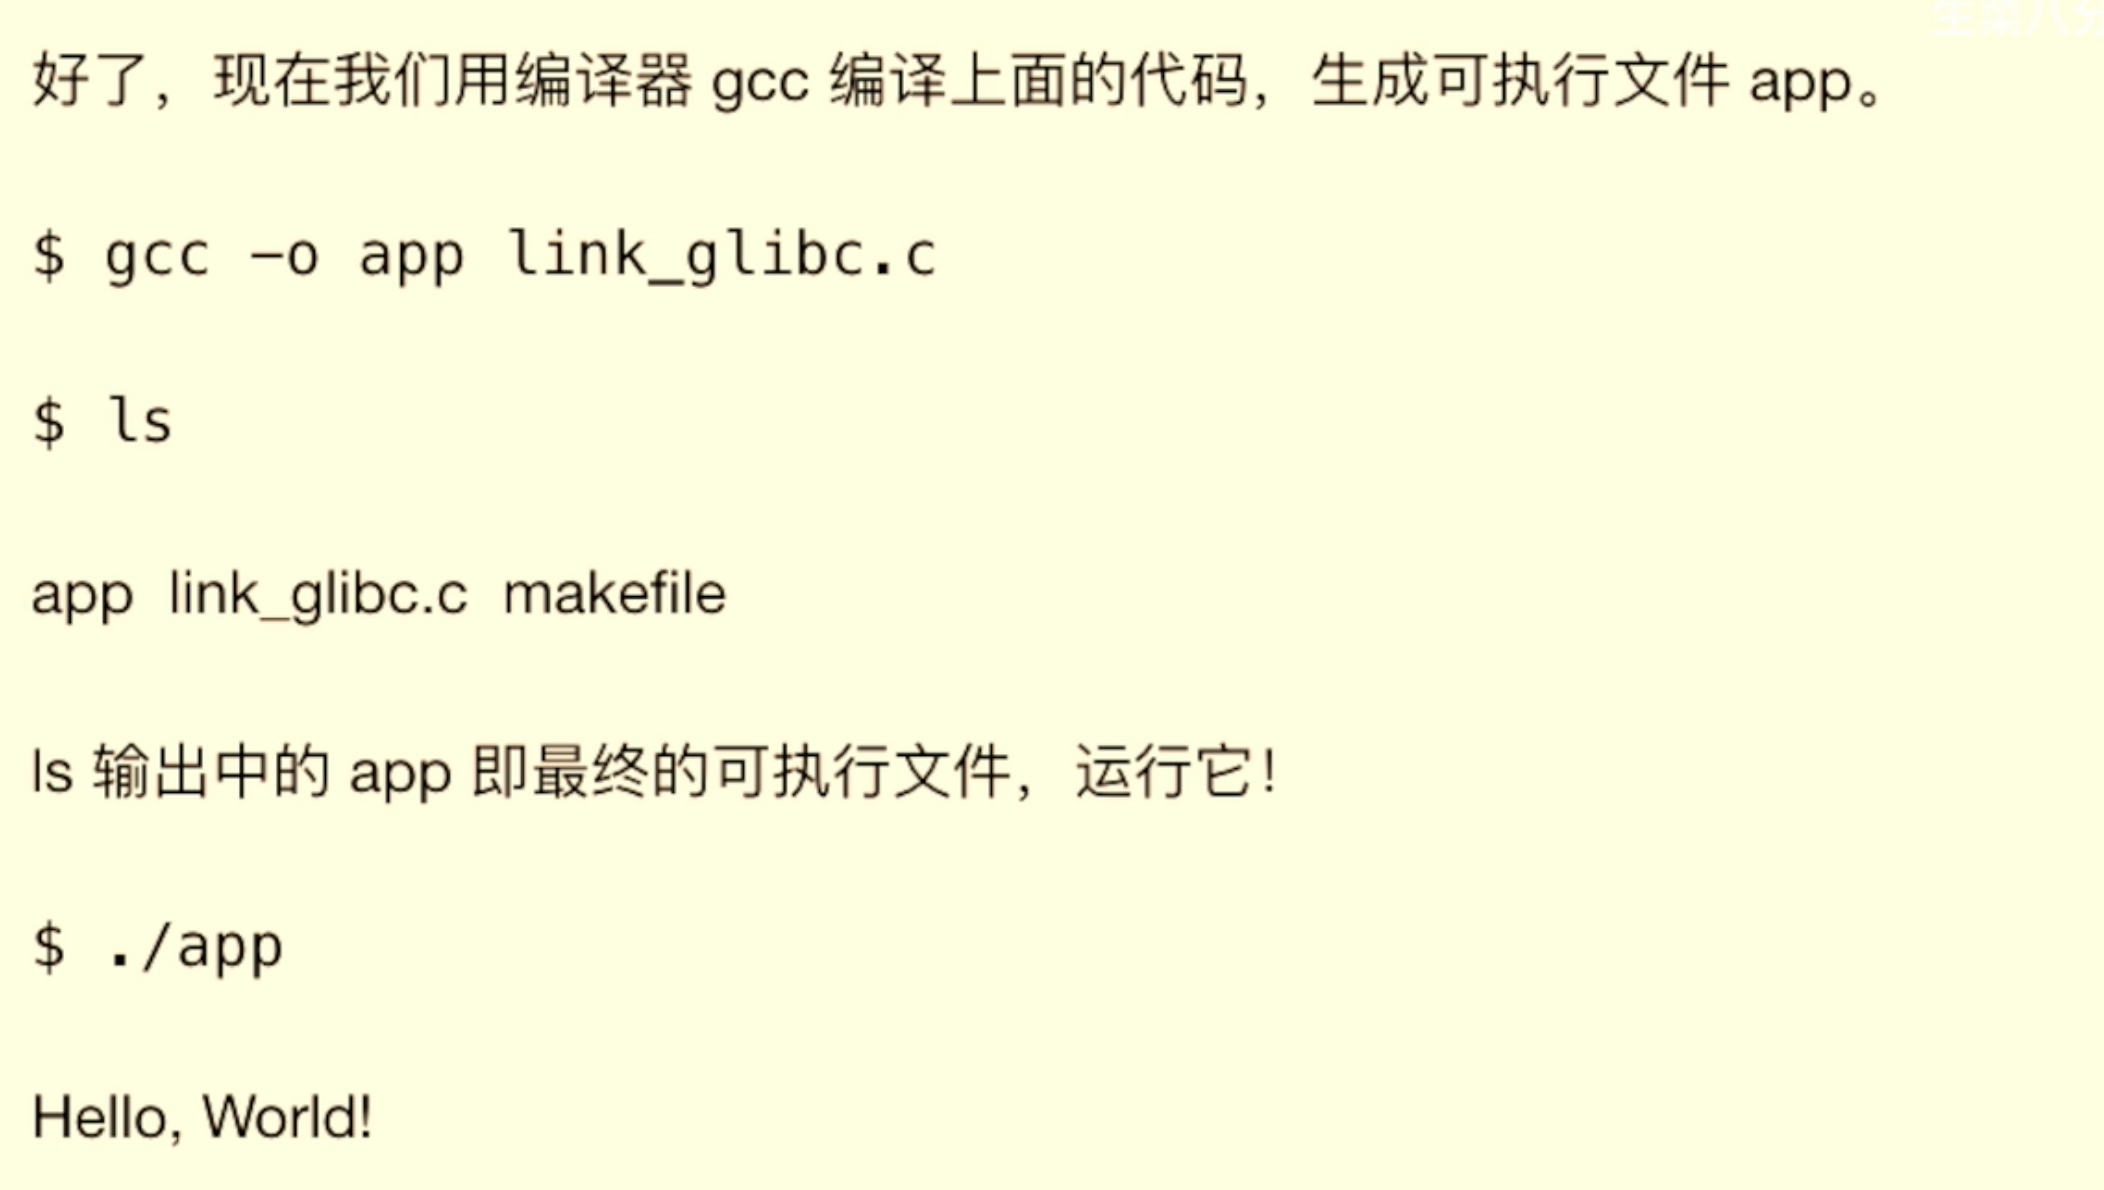 好了，现在我们用编译器 gcc 编译上面的代码，生成可执行文件 app。
$ gcc –o app link_glibc.c
$ ls
app  link_glibc.c  makefile
ls 输出中的 app 即最终的可执行文件，运行它！
$ ./app
Hello, World!